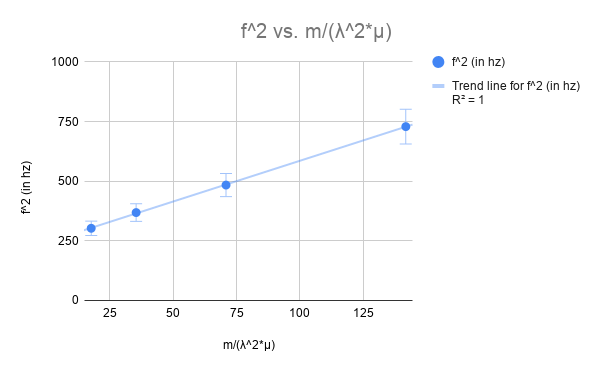 f^2 vs. m/(λ^2*μ)
f^2 (in hz)
Trend line for f^2 (in hz)
R² = 1
1000
750
500
250
0
f^2 (in hz)
25 50 75 100 125
m/(λ^2*μ)